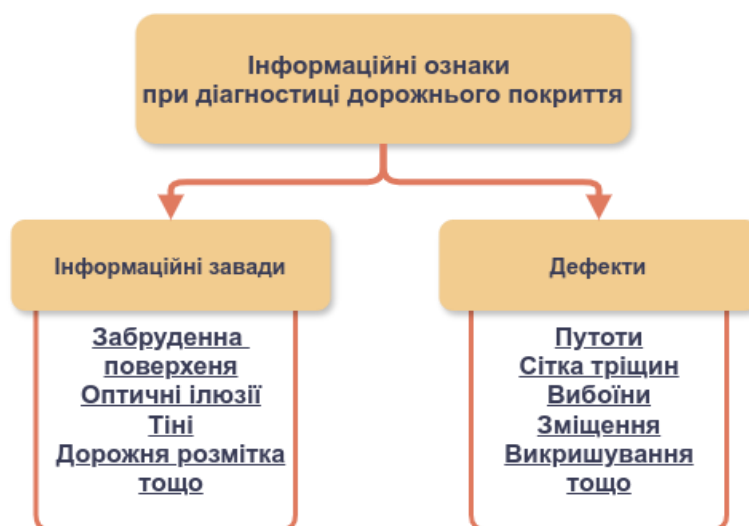 Інформаційні ознаки
при діагностиці дорожнього покриття
Інформаційні завади
Забруденна
поверхеня
Оптичні ілюзії
Тіні
Дорожня розмітка
тощо
Дефекти
Путоти
Сітка тріщин
Вибоїни
Зміщення
Викришування
тощо